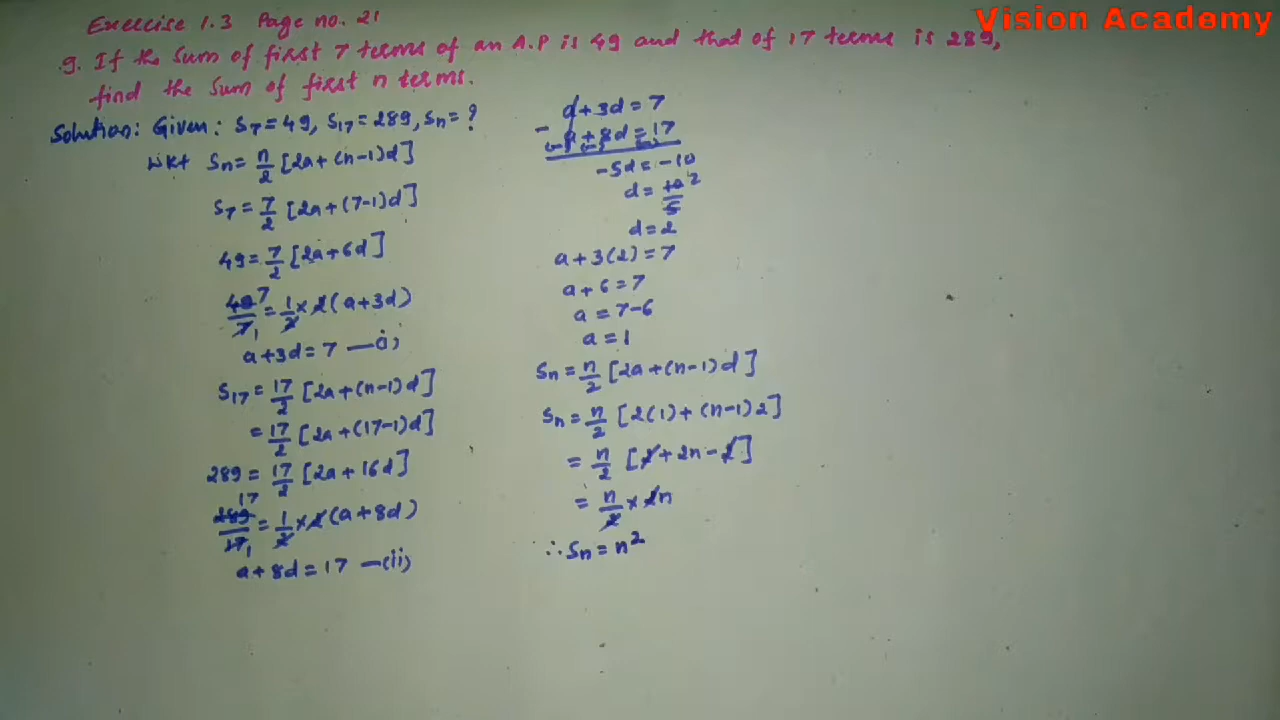 Vision Academy
Exercise 1.3 Page no. 21
9. If the Sum of first 7 terms of an A.P is 49 and that of 17 terms is 289,
find the Sum of first n terms.
Solution: Given: S₇=49, S₁₇=289, Sₙ=?
WKT Sₙ = n/2 [2a+(n-1)d]
S₇ = 7/2 [2a+(7-1)d]
49 = 7/2 [2a+6d]
49/7 = 1/2 × 2(a+3d)
7
1
a+3d = 7 —(i)
S₁₇ = 17/2 [2a+(n-1)d]
= 17/2 [2a+(17-1)d]
289 = 17/2 [2a+16d]
17
289/17 = 1/2 × 2(a+8d)
1
a+8d = 17 —(ii)
a+3d = 7
- a+8d = 17
(-) (-) (-)
-5d = -10
d = 10/5
2
d = 2
a+3(2) = 7
a+6 = 7
a = 7-6
a = 1
Sₙ = n/2 [2a+(n-1)d]
Sₙ = n/2 [2(1)+(n-1)2]
= n/2 [2+2n-2]
= n/2 × 2n
∴ Sₙ = n²